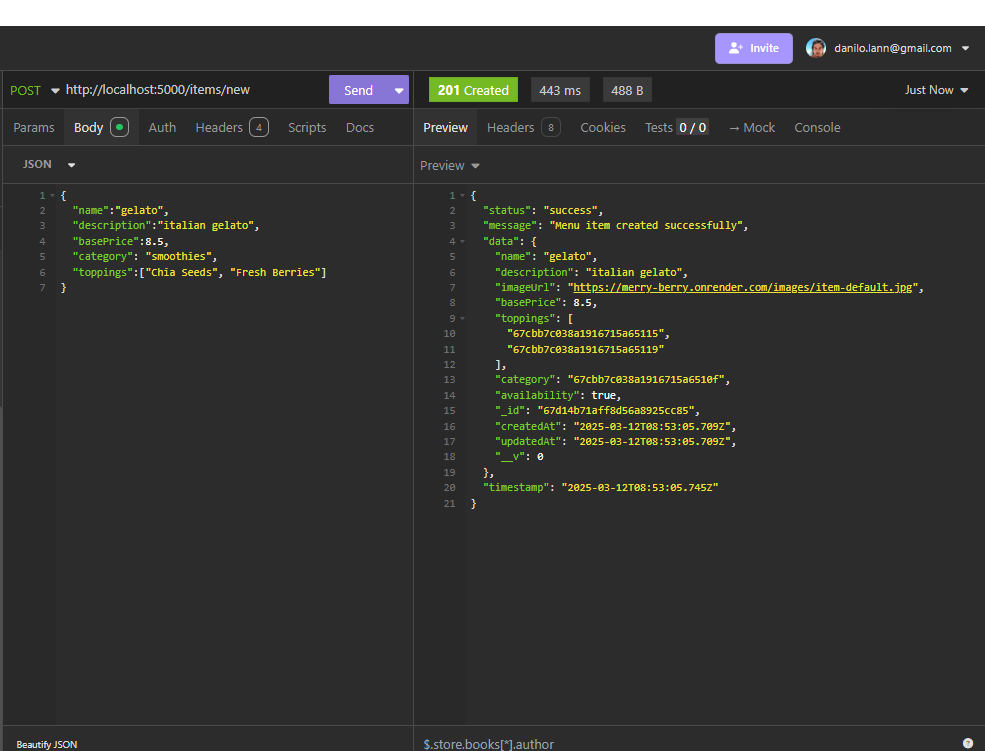 Invite danilo.lann@gmail.com
POST http://localhost:5000/items/new Send 201 Created 443 ms 488 B Just Now
Params Body Auth Headers 4 Scripts Docs Preview Headers 8 Cookies Tests 0 / 0 → Mock Console
JSON
Preview
1 {
2 "name":"gelato",
3 "description":"italian gelato",
4 "basePrice":8.5,
5 "category": "smoothies",
6 "toppings":["Chia Seeds", "Fresh Berries"]
7 }
1 {
2 "status": "success",
3 "message": "Menu item created successfully",
4 "data": {
5 "name": "gelato",
6 "description": "italian gelato",
7 "imageUrl": "https://merry-berry.onrender.com/images/item-default.jpg",
8 "basePrice": 8.5,
9 "toppings": [
10 "67cbb7c038a1916715a65115",
11 "67cbb7c038a1916715a65119"
12 ],
13 "category": "67cbb7c038a1916715a6510f",
14 "availability": true,
15 "_id": "67d14b71aff8d56a8925cc85",
16 "createdAt": "2025-03-12T08:53:05.709Z",
17 "updatedAt": "2025-03-12T08:53:05.709Z",
18 "__v": 0
19 },
20 "timestamp": "2025-03-12T08:53:05.745Z"
21 }
Beautify JSON
$.store.books[*].author
?